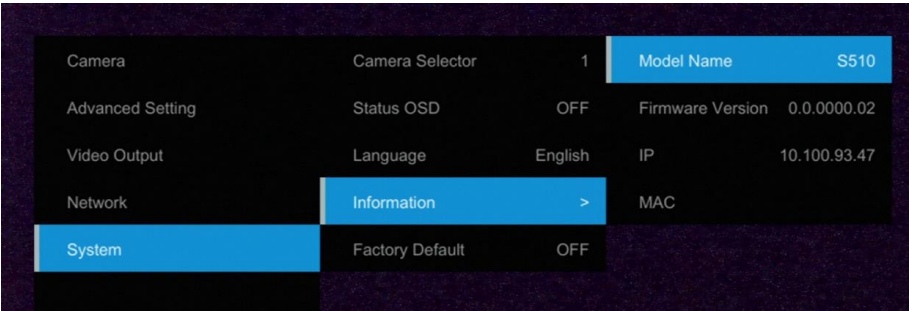 Camera
Advanced Setting
Video Output
Network
System
Camera Selector 1
Status OSD OFF
Language English
Information >
Factory Default OFF
Model Name S510
Firmware Version 0.0.0000.02
IP 10.100.93.47
MAC